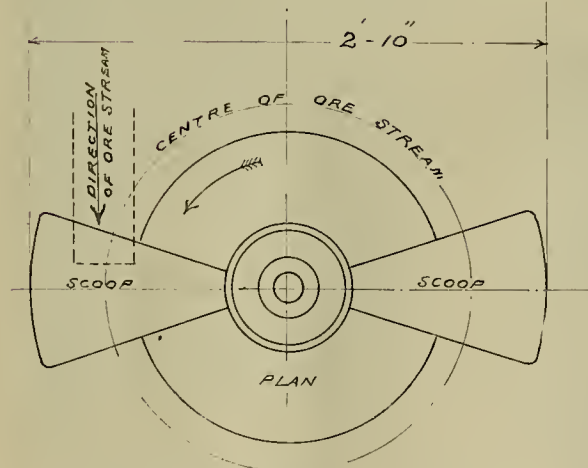 2'-10"
DIRECTION
OF ORE STREAM
CENTRE OF ORE STREAM.
SCOOP
SCOOP
PLAN